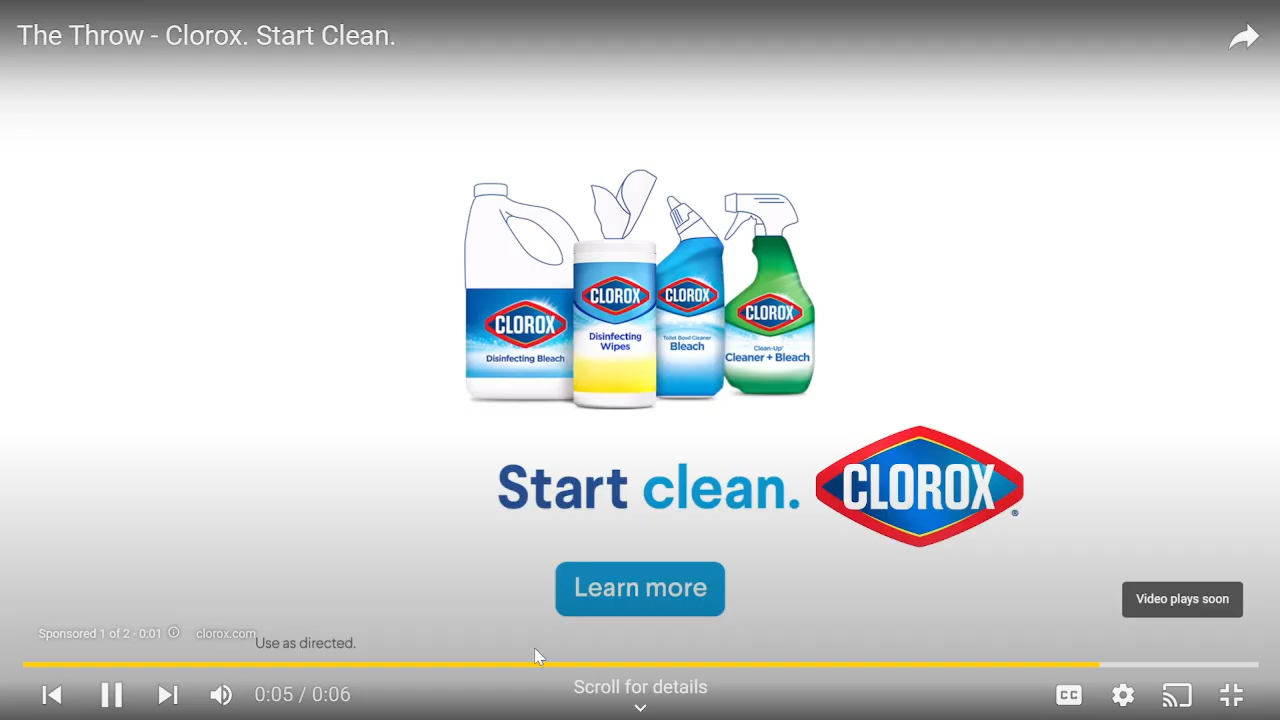 The Throw - Clorox. Start Clean.
CLOROX
Disinfecting Bleach
CLOROX
Disinfecting
Wipes
CLOROX
Toilet Bowl Cleaner
Bleach
CLOROX
Clean-Up®
Cleaner + Bleach
Start clean.
CLOROX®
Learn more
Video plays soon
Sponsored 1 of 2 · 0:01
clorox.com
Use as directed.
0:05 / 0:06
Scroll for details
CC